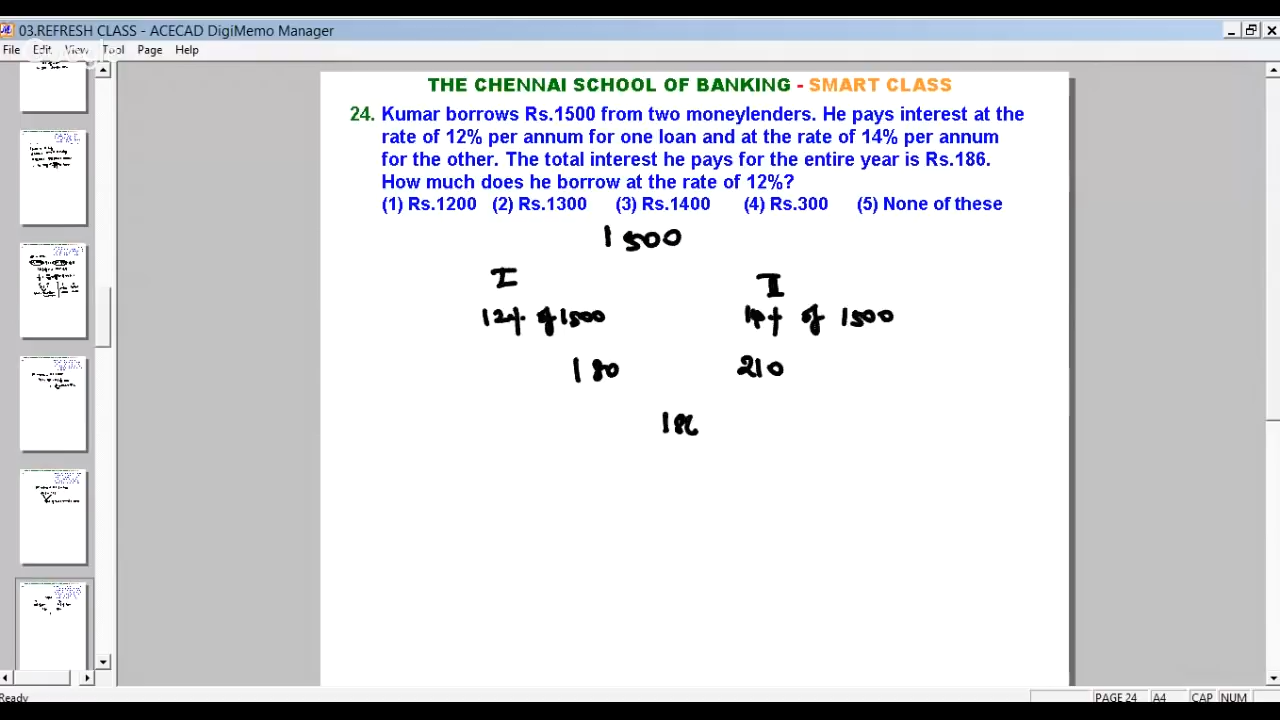 03.REFRESH CLASS - ACECAD DigiMemo Manager
File Edit View Tool Page Help
THE CHENNAI SCHOOL OF BANKING - SMART CLASS
24. Kumar borrows Rs.1500 from two moneylenders. He pays interest at the
rate of 12% per annum for one loan and at the rate of 14% per annum
for the other. The total interest he pays for the entire year is Rs.186.
How much does he borrow at the rate of 12%?
(1) Rs.1200 (2) Rs.1300 (3) Rs.1400 (4) Rs.300 (5) None of these
1500
I II
12% of 1500 14% of 1500
180 210
186
Ready PAGE 24 A4 CAP NUM